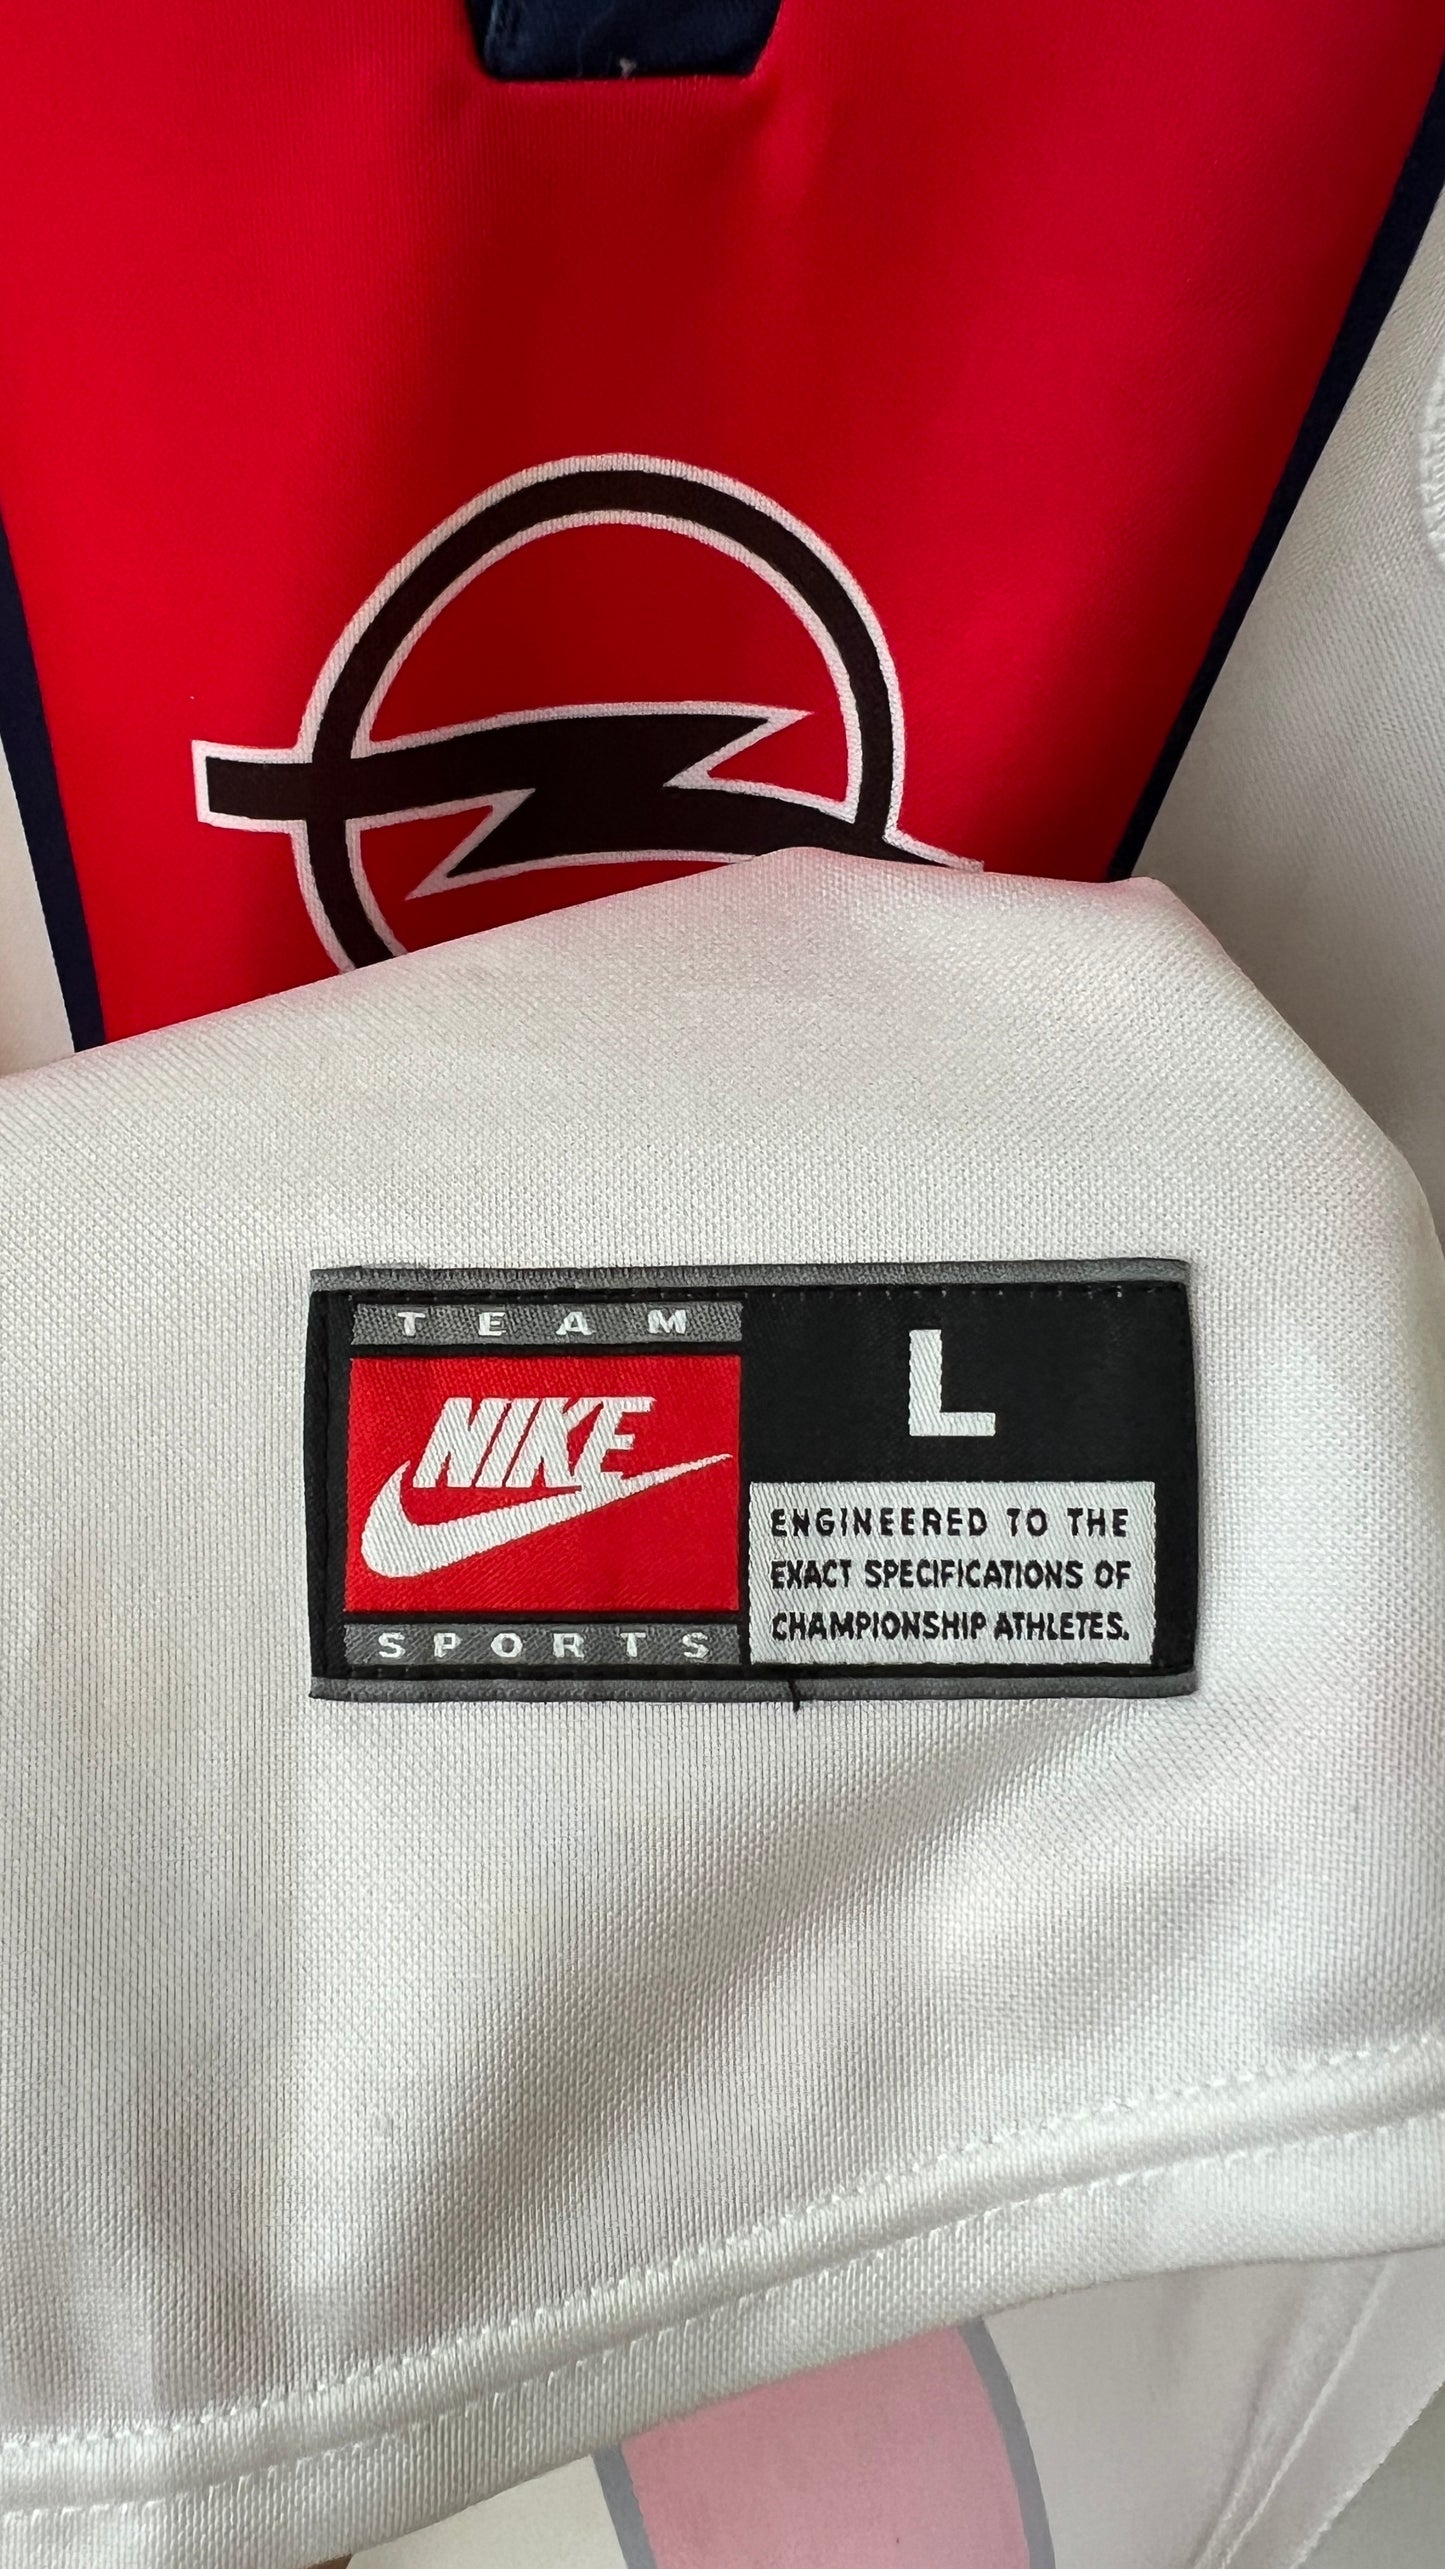 TEAM
NIKE
SPORTS
L
ENGINEERED TO THE
EXACT SPECIFICATIONS OF
CHAMPIONSHIP ATHLETES.